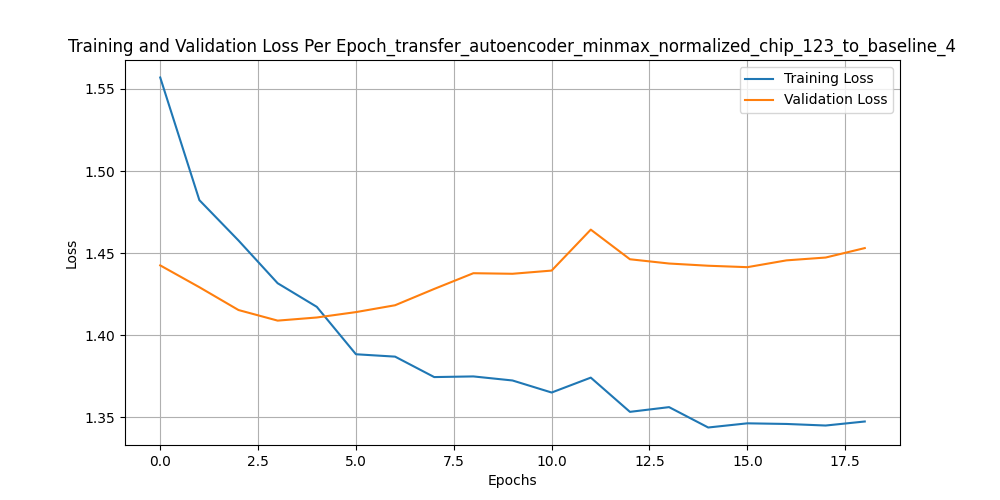 Training and Validation Loss Per Epoch_transfer_autoencoder_minmax_normalized_chip_123_to_baseline_4
Training Loss
Validation Loss
1.55
1.50
1.45
1.40
1.35
Loss
0.0 2.5 5.0 7.5 10.0 12.5 15.0 17.5
Epochs